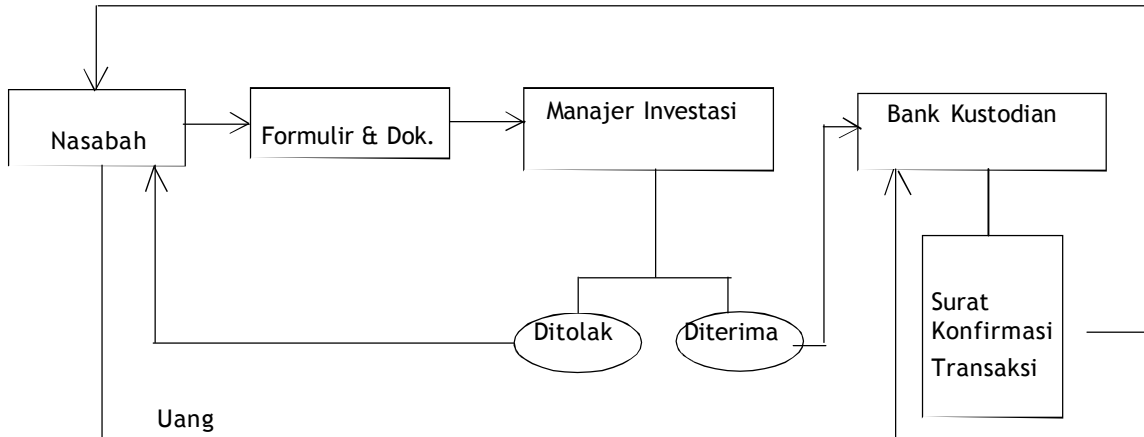 Nasabah
Formulir & Dok.
Manajer Investasi
Bank Kustodian
Ditolak
Diterima
Surat
Konfirmasi
Transaksi
Uang